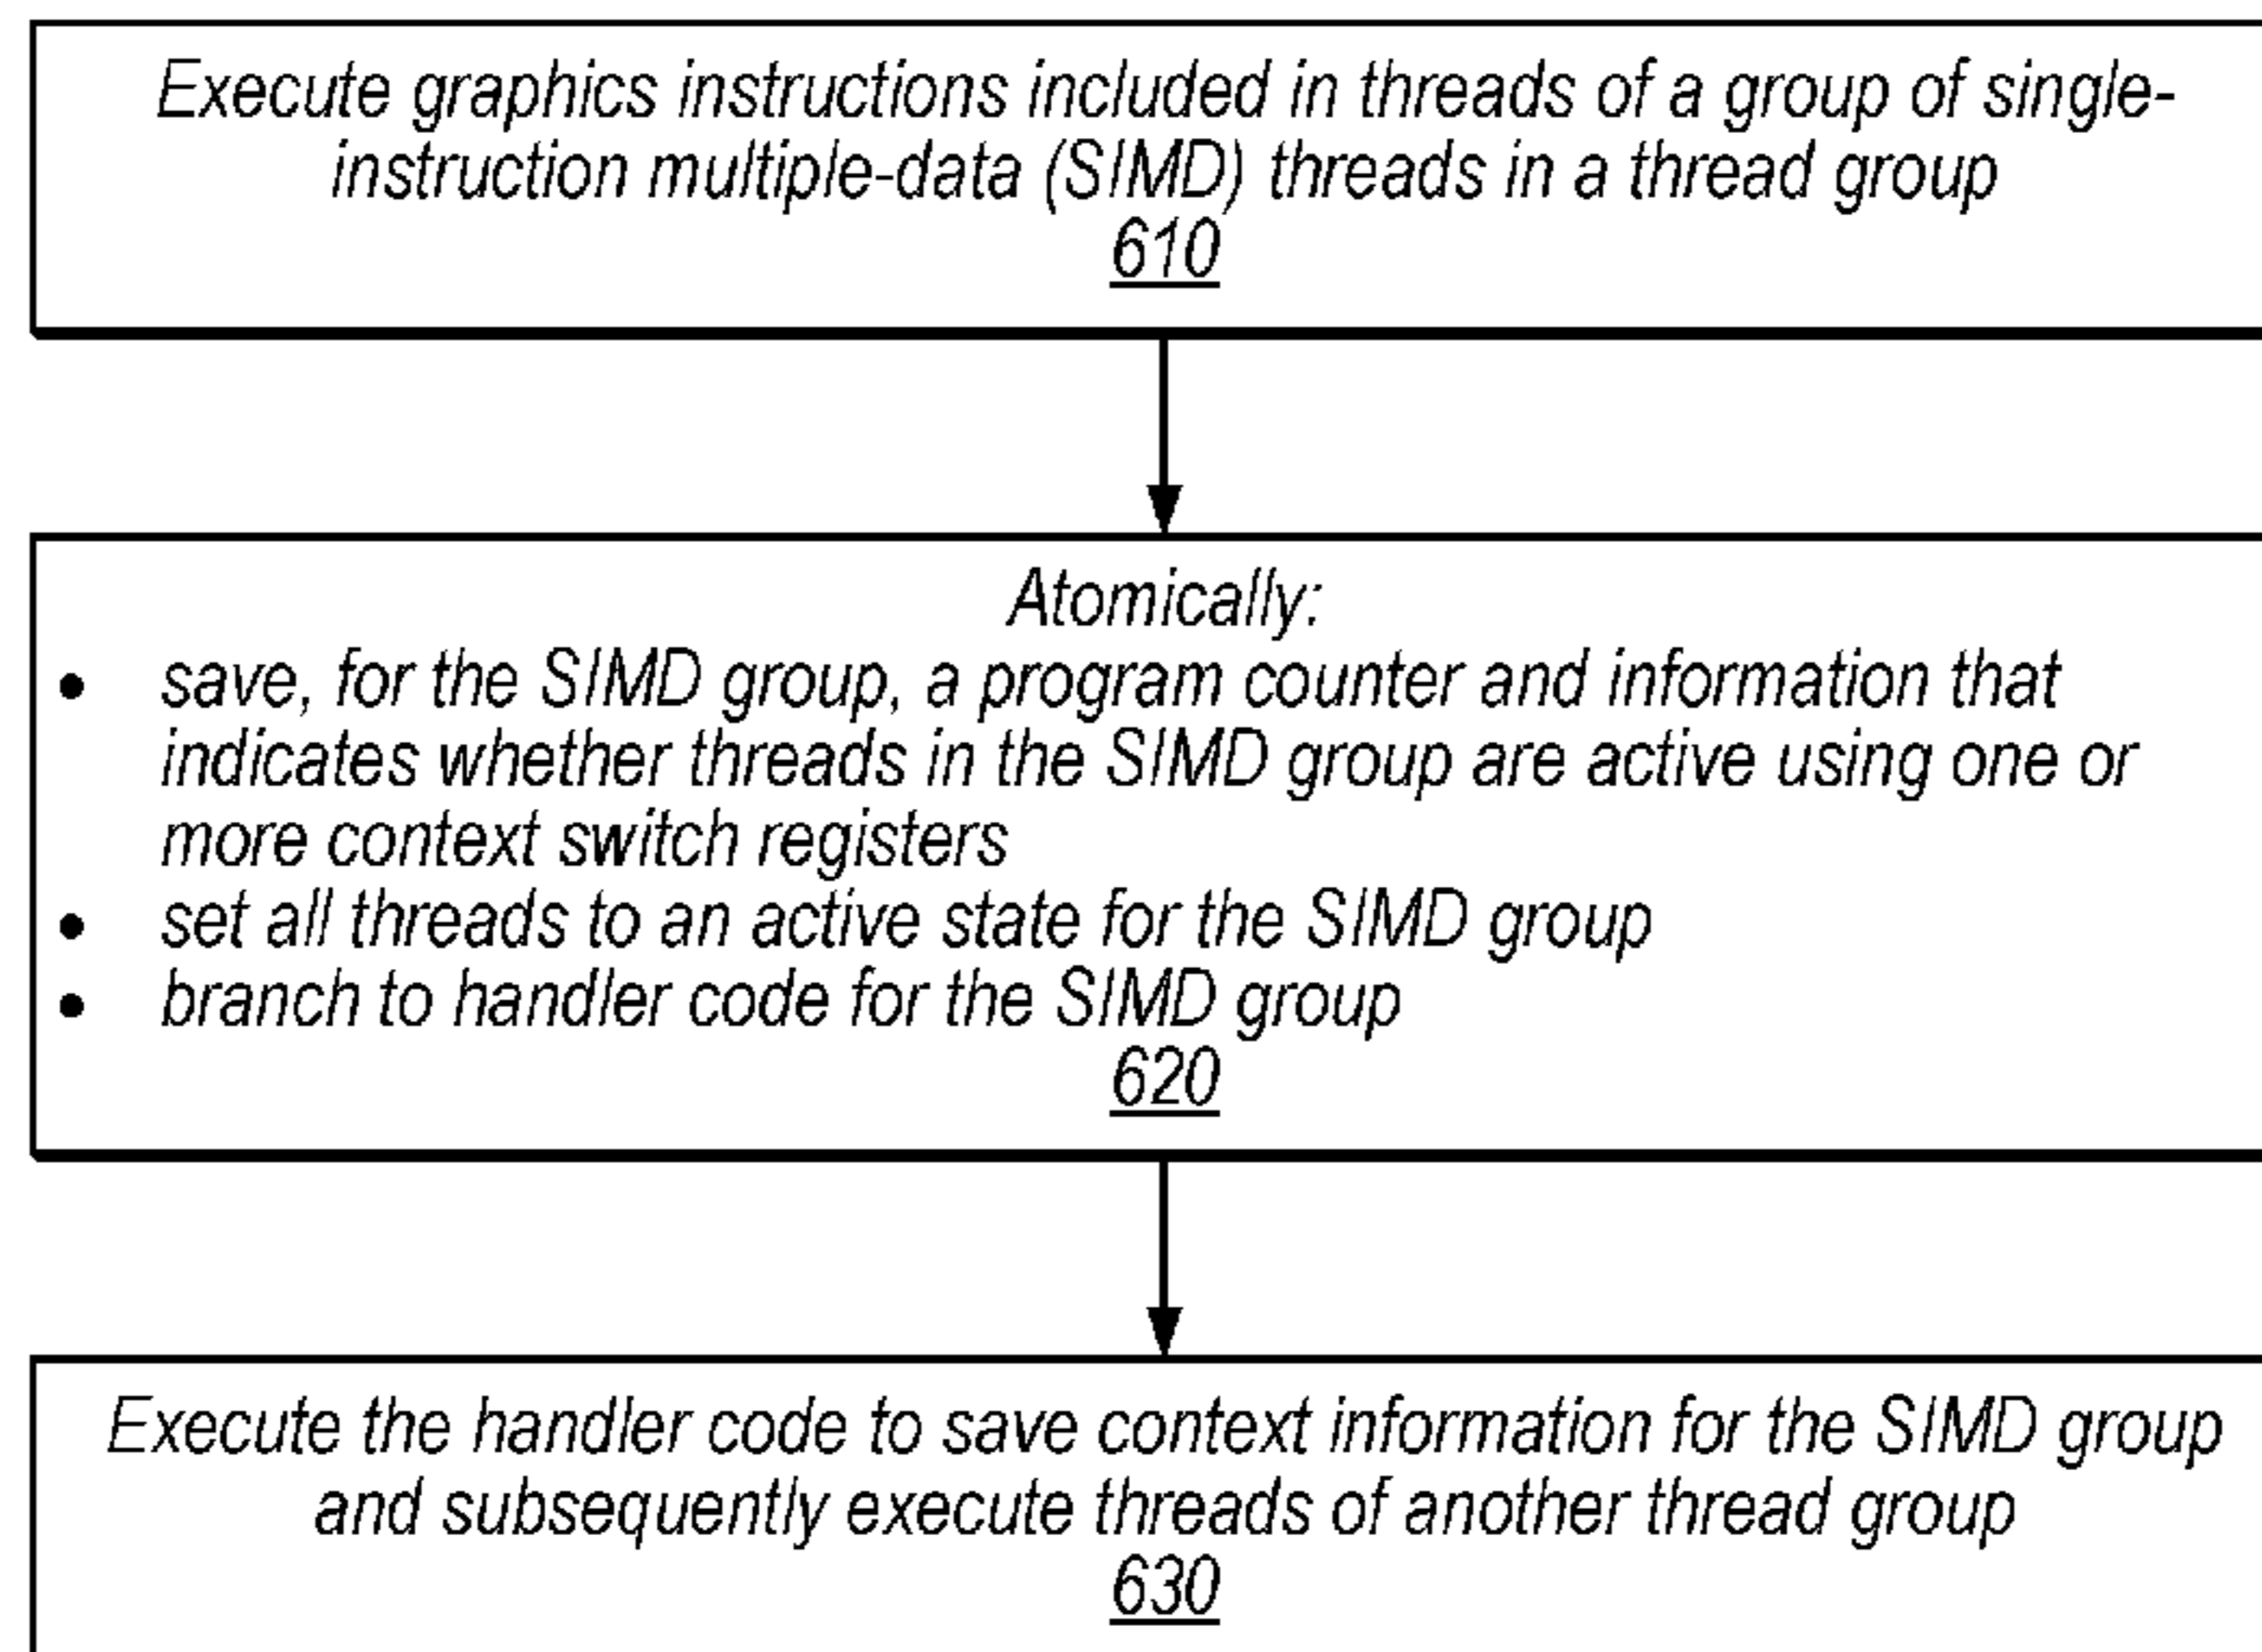 Execute graphics instructions included in threads of a group of single-
instruction multiple-data (SIMD) threads in a thread group
610
Atomically:
• save, for the SIMD group, a program counter and information that
indicates whether threads in the SIMD group are active using one or
more context switch registers
• set all threads to an active state for the SIMD group
• branch to handler code for the SIMD group
620
Execute the handler code to save context information for the SIMD group
and subsequently execute threads of another thread group
630